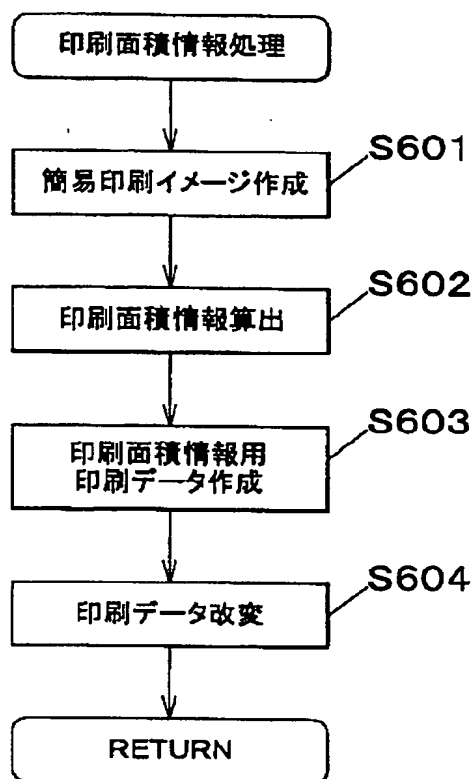 印刷面積情報処理
S601
簡易印刷イメージ作成
S602
印刷面積情報算出
S603
印刷面積情報用
印刷データ作成
S604
印刷データ改変
RETURN